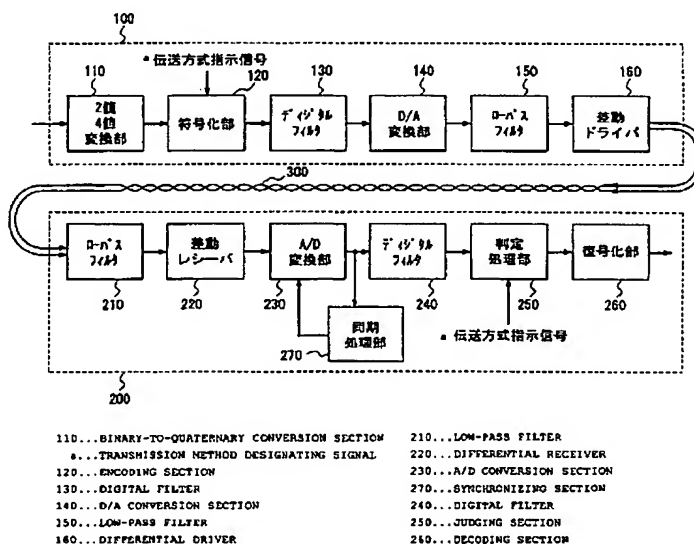 100
110
a 伝送方式指示信号
120
130
140
150
160
2値
4値
変換部
符号化部
ディジタル
フィルタ
D/A
変換部
ローパス
フィルタ
差動
ドライバ
300
ローパス
フィルタ
差動
レシーバ
A/D
変換部
ディジタル
フィルタ
判定
処理部
復号化部
210
220
230
240
250
260
同期
処理部
270
a 伝送方式指示信号
200
110...BINARY-TO-QUATERNARY CONVERSION SECTION
a...TRANSMISSION METHOD DESIGNATING SIGNAL
120...ENCODING SECTION
130...DIGITAL FILTER
140...D/A CONVERSION SECTION
150...LOW-PASS FILTER
160...DIFFERENTIAL DRIVER
210...LOW-PASS FILTER
220...DIFFERENTIAL RECEIVER
230...A/D CONVERSION SECTION
270...SYNCHRONIZING SECTION
240...DIGITAL FILTER
250...JUDGING SECTION
260...DECODING SECTION